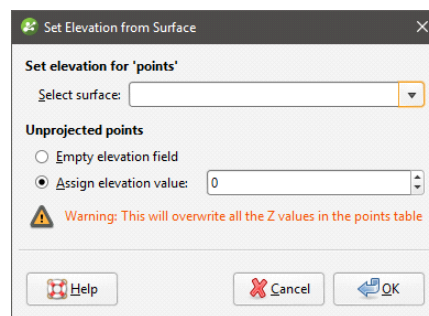 Set Elevation from Surface
Set elevation for 'points'
Select surface:
Unprojected points
Empty elevation field
Assign elevation value: 0
Warning: This will overwrite all the Z values in the points table
Help Cancel OK